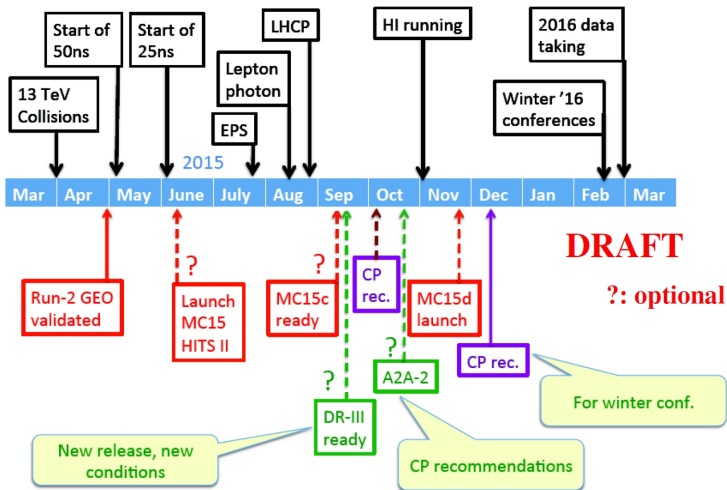 13 TeV
Collisions
Start of
50ns
Start of
25ns
EPS
Lepton
photon
LHCP
HI running
Winter ’16
conferences
2016 data
taking
2015
Mar Apr May June July Aug Sep Oct Nov Dec Jan Feb Mar
Run-2 GEO
validated
?
Launch
MC15
HITS II
?
MC15c
ready
CP
rec.
MC15d
launch
DRAFT
?: optional
?
DR-III
ready
?
A2A-2
CP rec.
For winter conf.
New release, new
conditions
CP recommendations